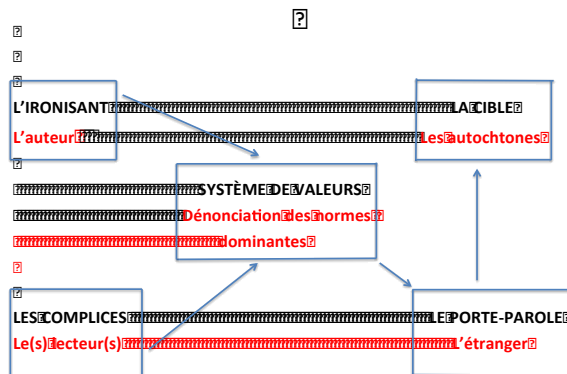 L'IRONISANT LA CIBLE
L'auteur Les autochtones
SYSTÈME DE VALEURS
Dénonciation des normes
dominantes
LES COMPLICES LE PORTE-PAROLE
Le(s) lecteur(s) L'étranger